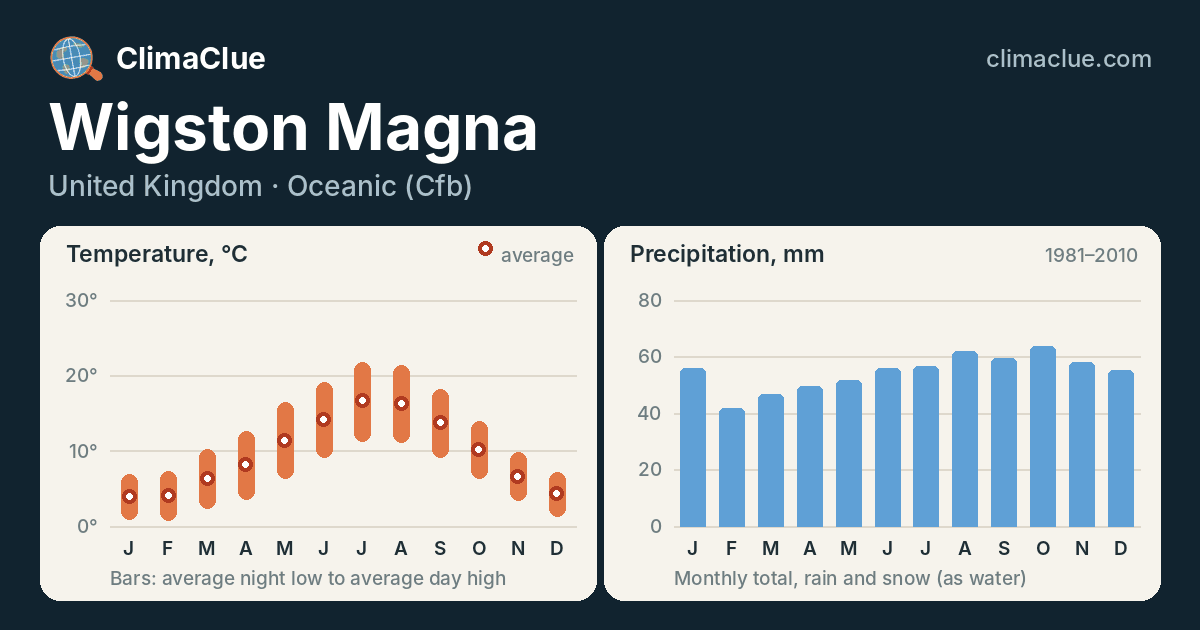 ClimaClue
climaclue.com
Wigston Magna
United Kingdom · Oceanic (Cfb)
Temperature, °C
average
30°
20°
10°
0°
J F M A M J J A S O N D
Bars: average night low to average day high
Precipitation, mm
1981–2010
80
60
40
20
0
J F M A M J J A S O N D
Monthly total, rain and snow (as water)